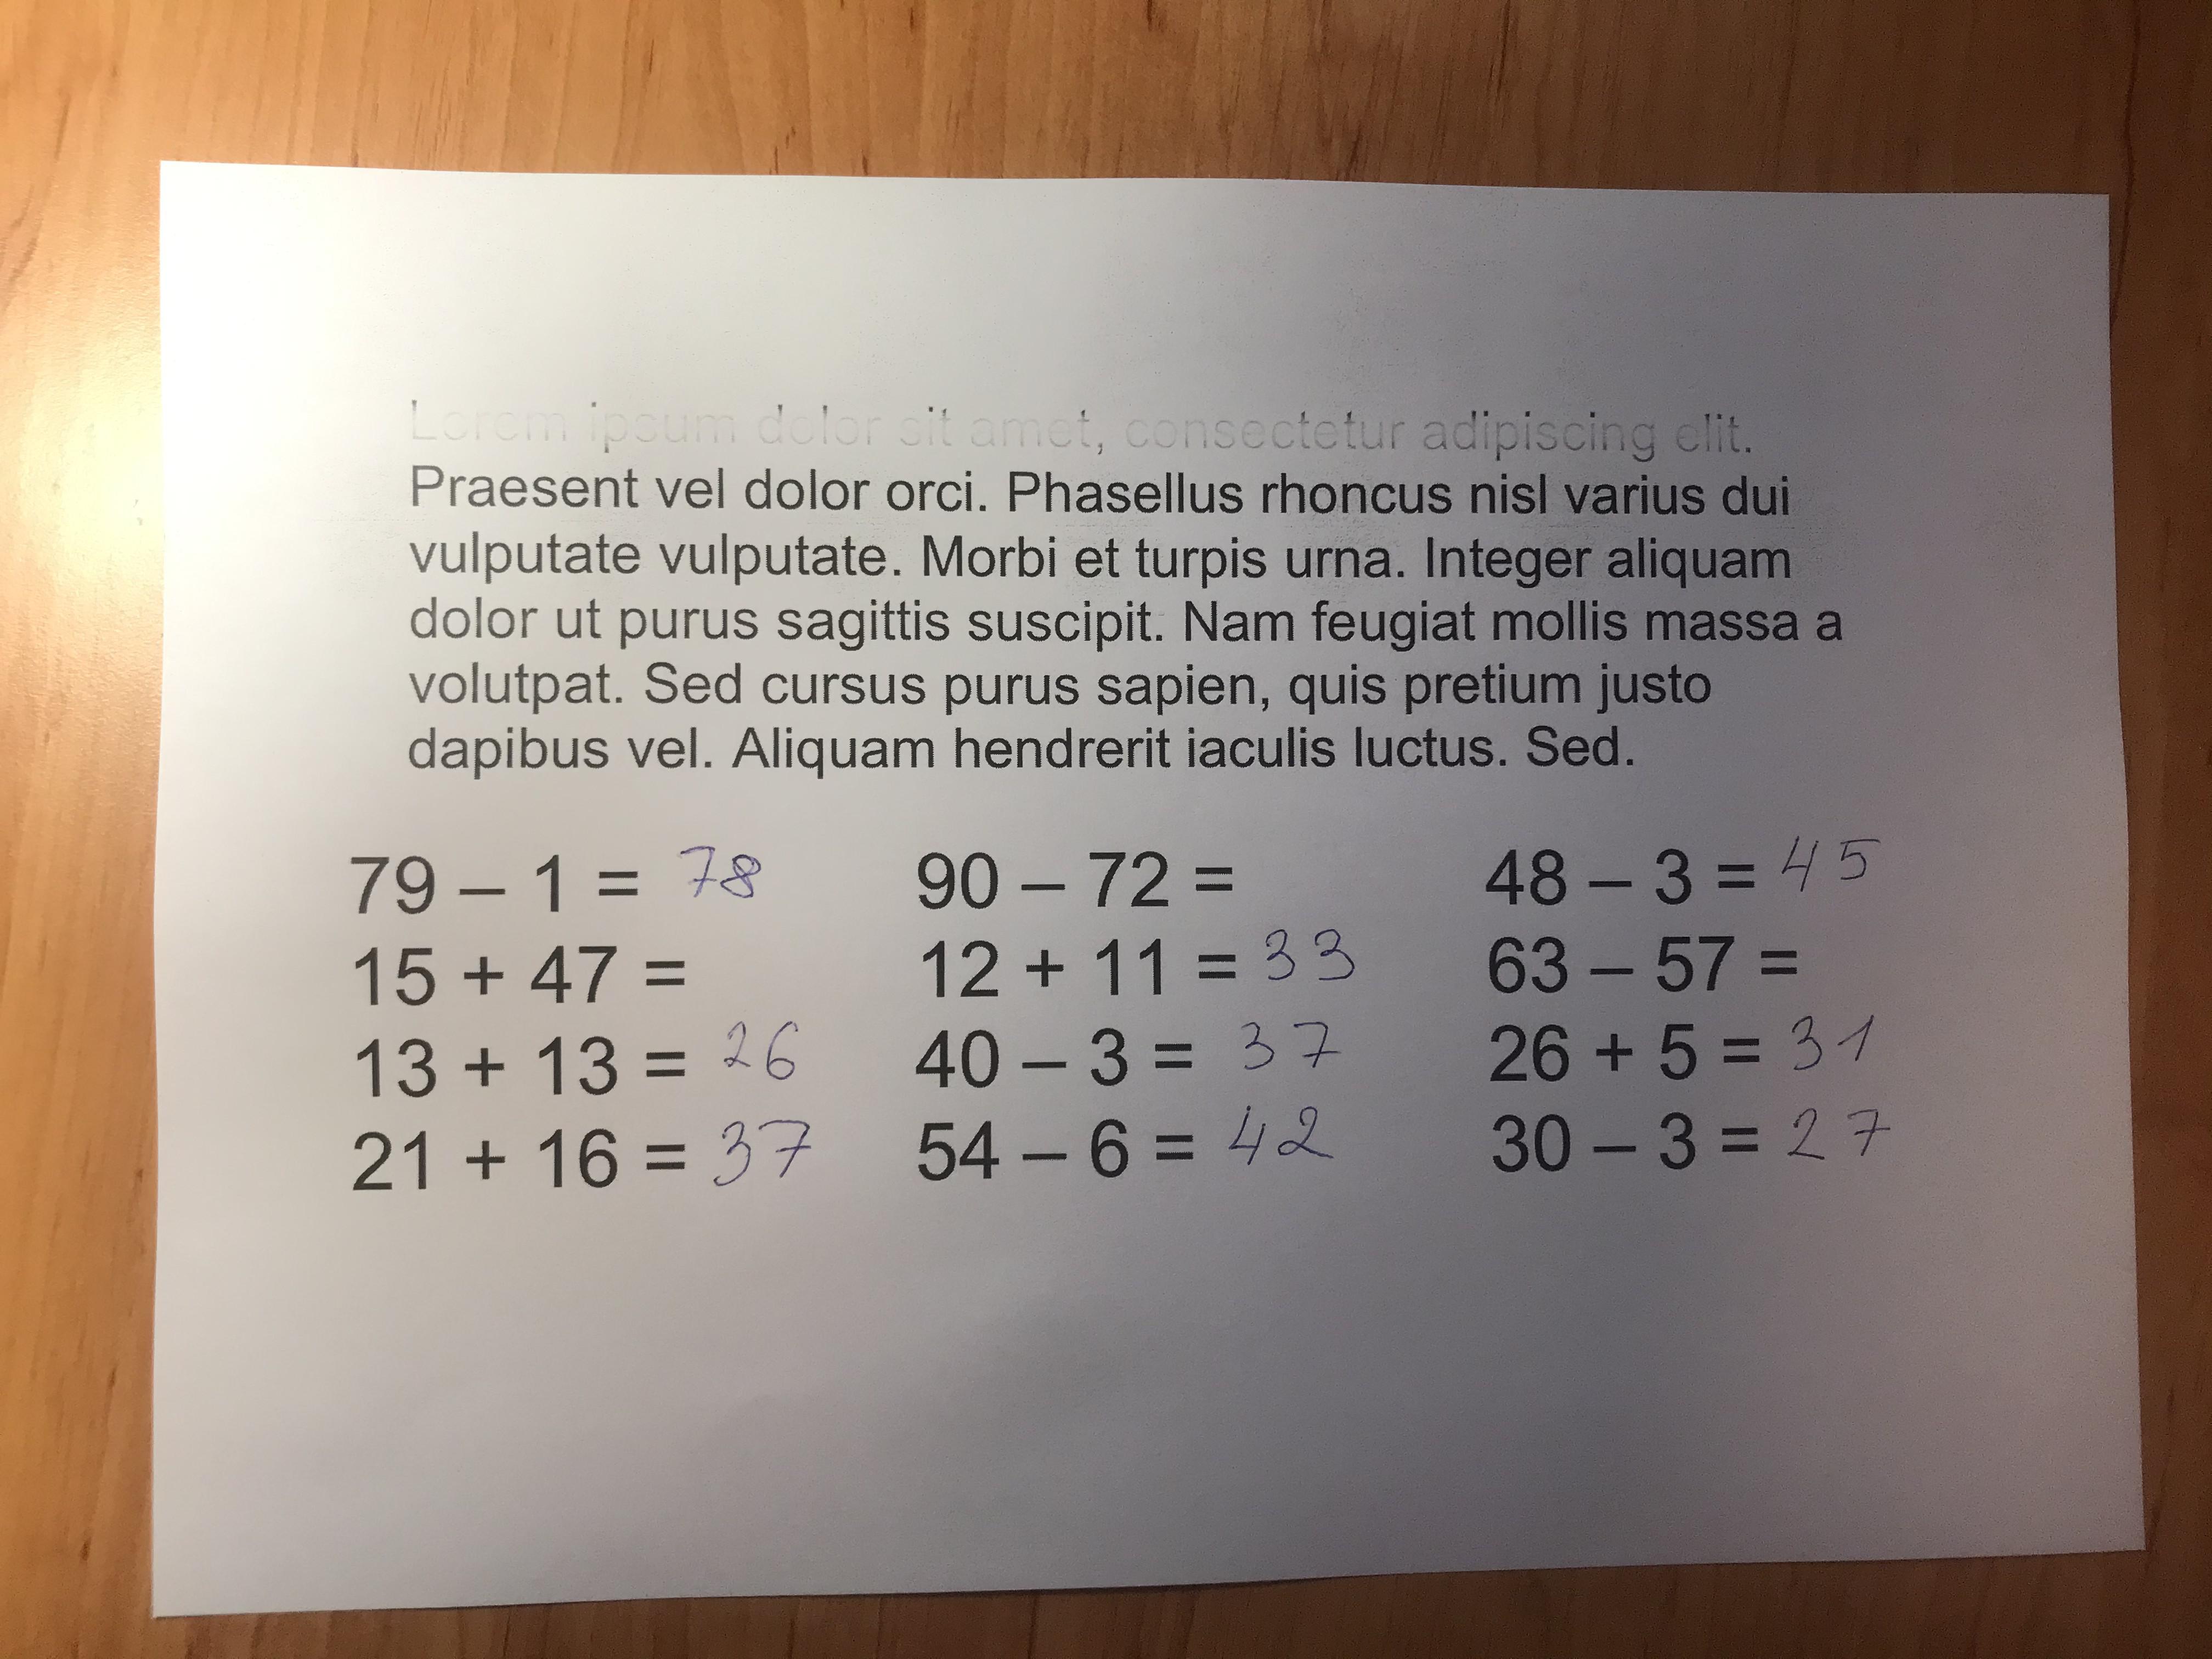 Lorem ipsum dolor sit amet, consectetur adipiscing elit.
Praesent vel dolor orci. Phasellus rhoncus nisl varius dui
vulputate vulputate. Morbi et turpis urna. Integer aliquam
dolor ut purus sagittis suscipit. Nam feugiat mollis massa a
volutpat. Sed cursus purus sapien, quis pretium justo
dapibus vel. Aliquam hendrerit iaculis luctus. Sed.
79 – 1 = 78
15 + 47 =
13 + 13 = 26
21 + 16 = 37
90 – 72 =
12 + 11 = 33
40 – 3 = 37
54 – 6 = 42
48 – 3 = 45
63 – 57 =
26 + 5 = 31
30 – 3 = 27